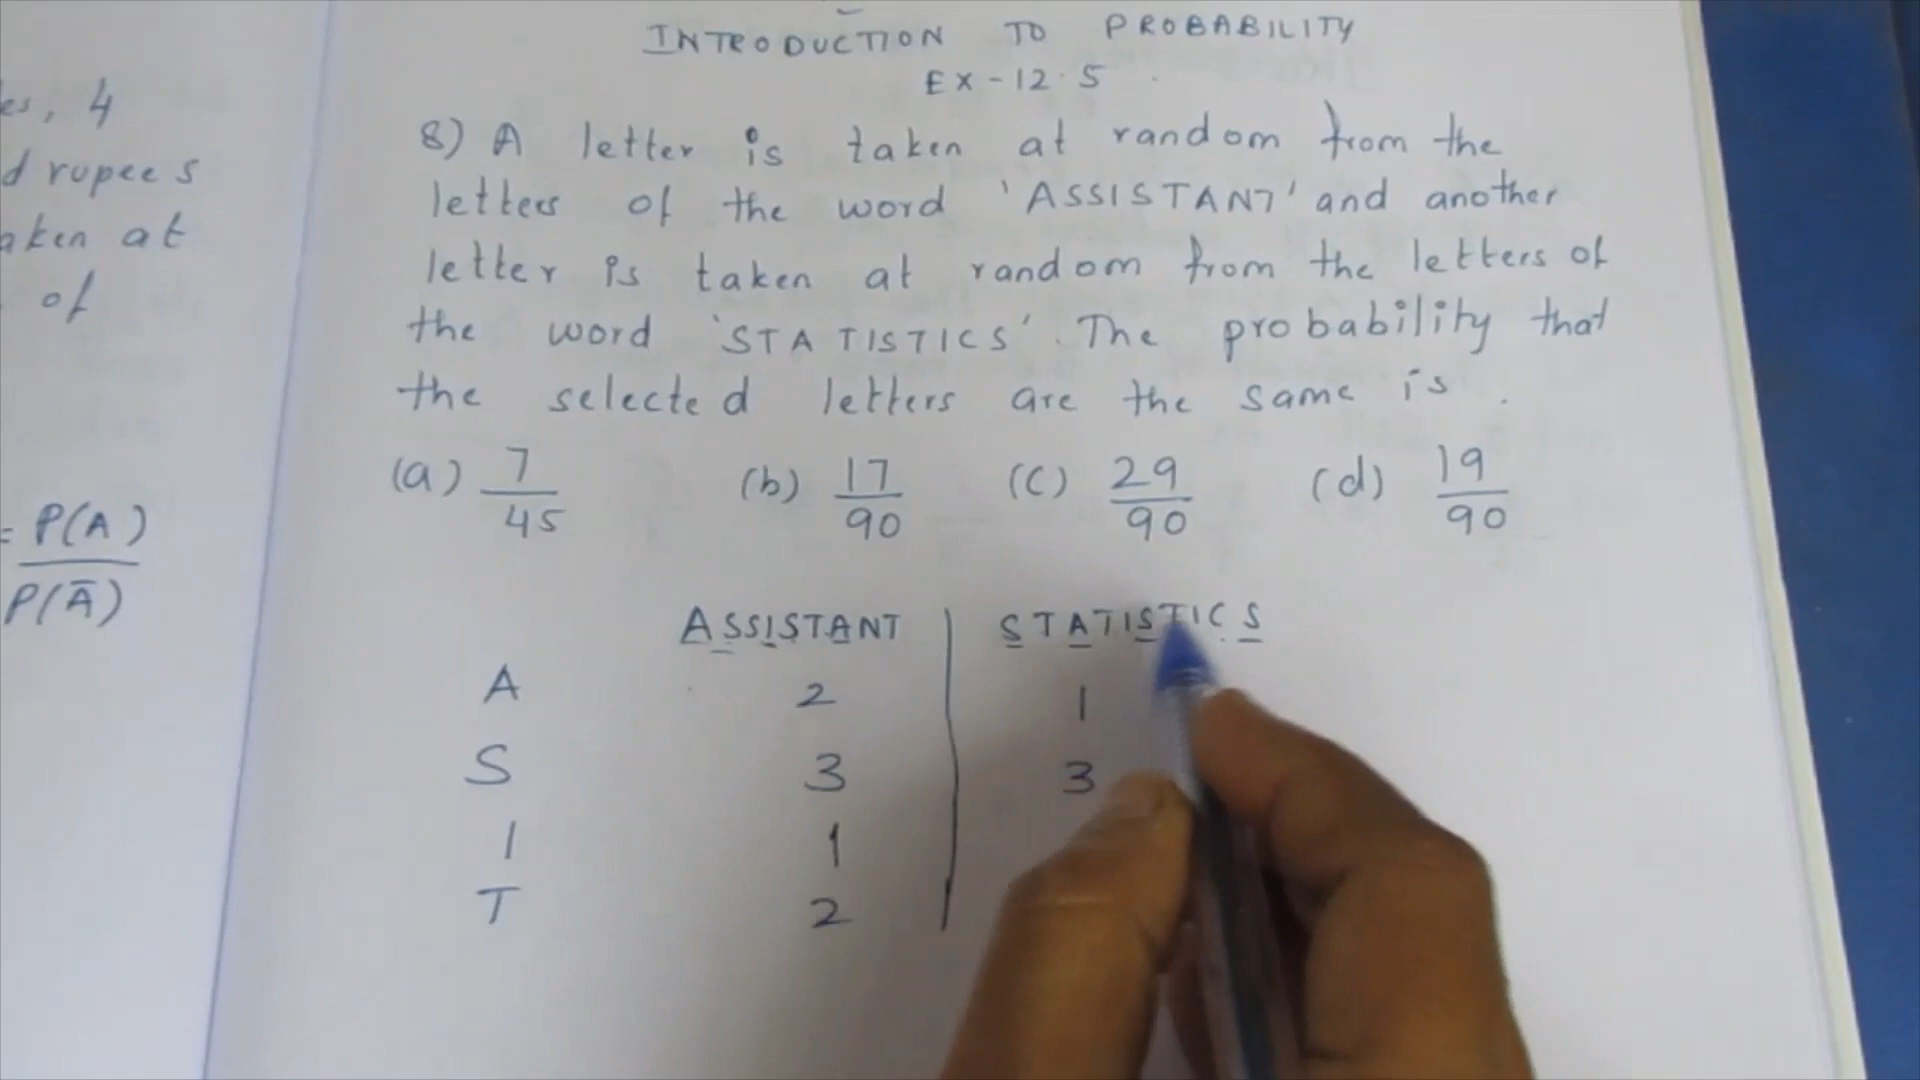 es, 4
d rupees
aken at
of
= P(A)
P(Ā)
INTRODUCTION TO PROBABILITY
EX-12.5
8) A letter is taken at random from the
letters of the word 'ASSISTANT' and another
letter is taken at random from the letters of
the word 'STATISTICS'. The probability that
the selected letters are the same is.
(a) 7/45 (b) 17/90 (c) 29/90 (d) 19/90
ASSISTANT | STATISTICS
A 2 1
S 3 3
I 1
T 2